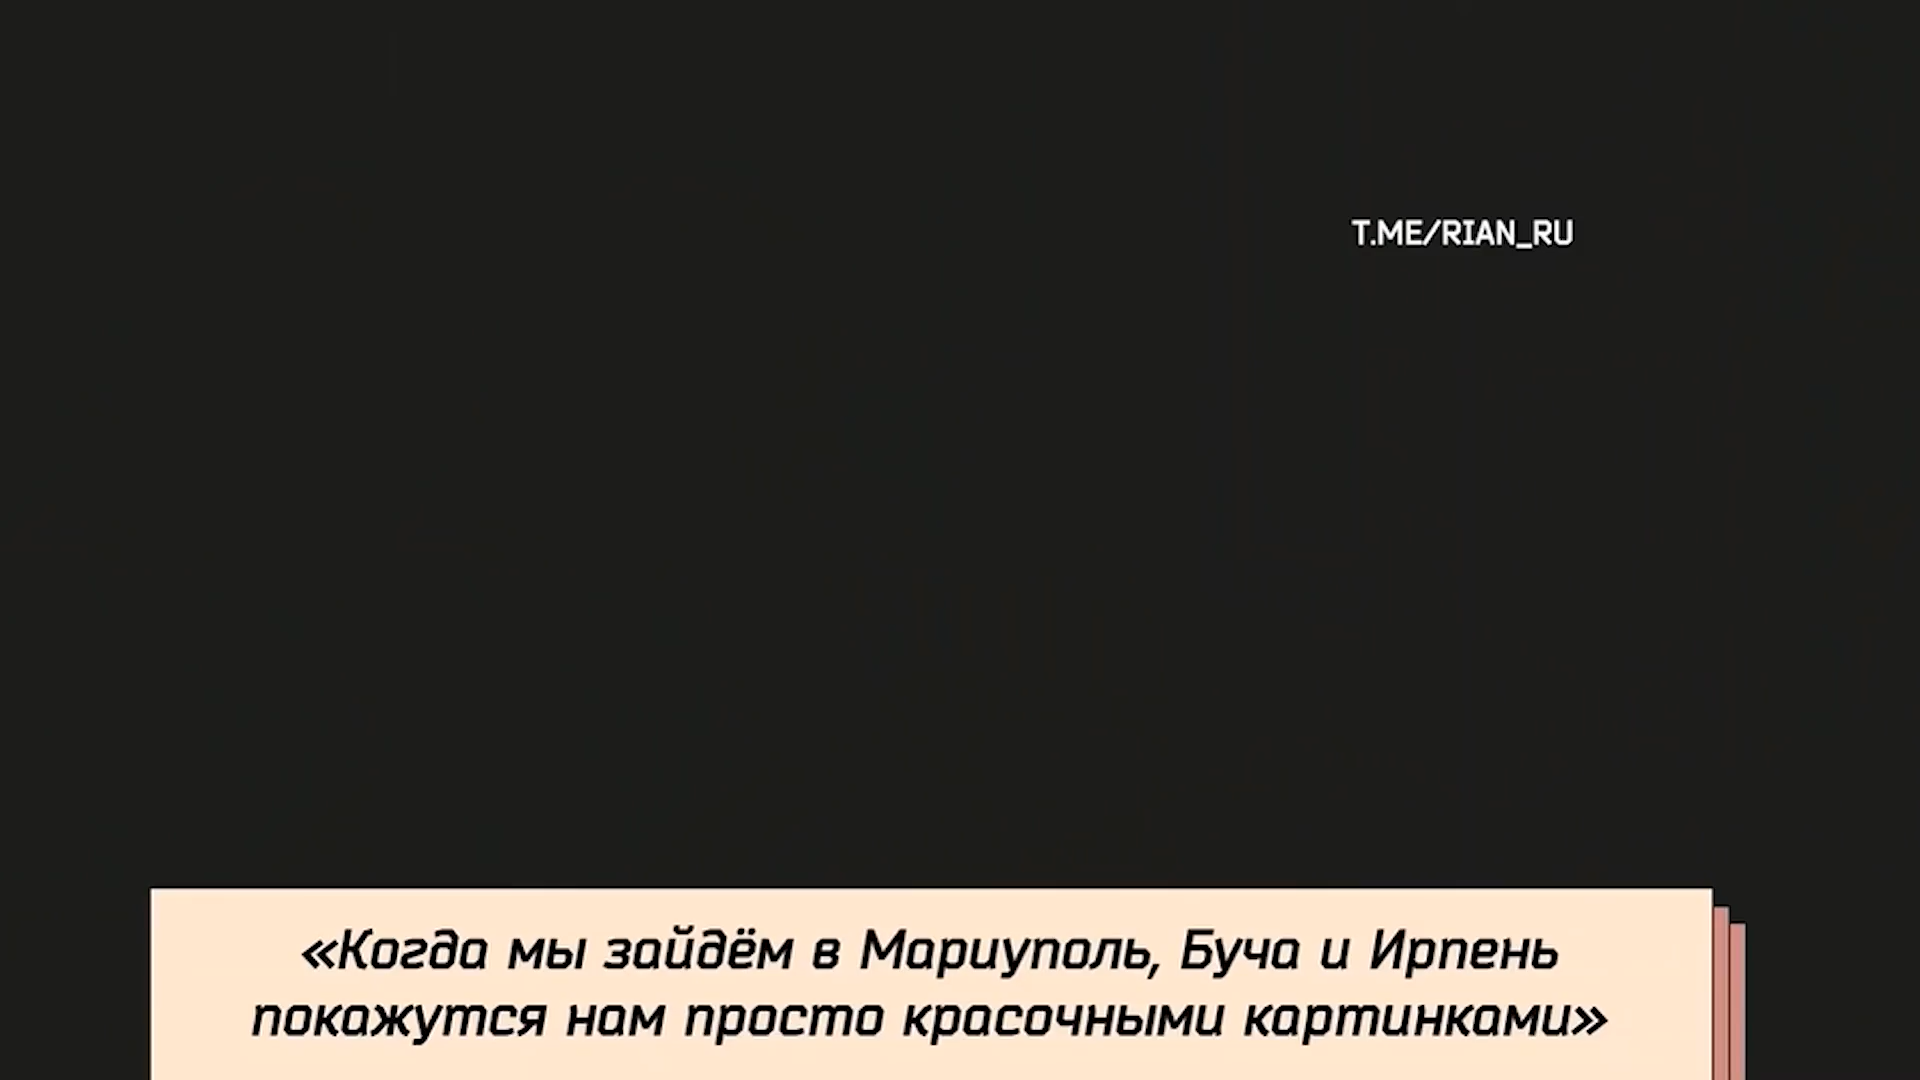 T.ME/RIAN_RU
«Когда мы зайдём в Мариуполь, Буча и Ирпень
покажутся нам просто красочными картинками»